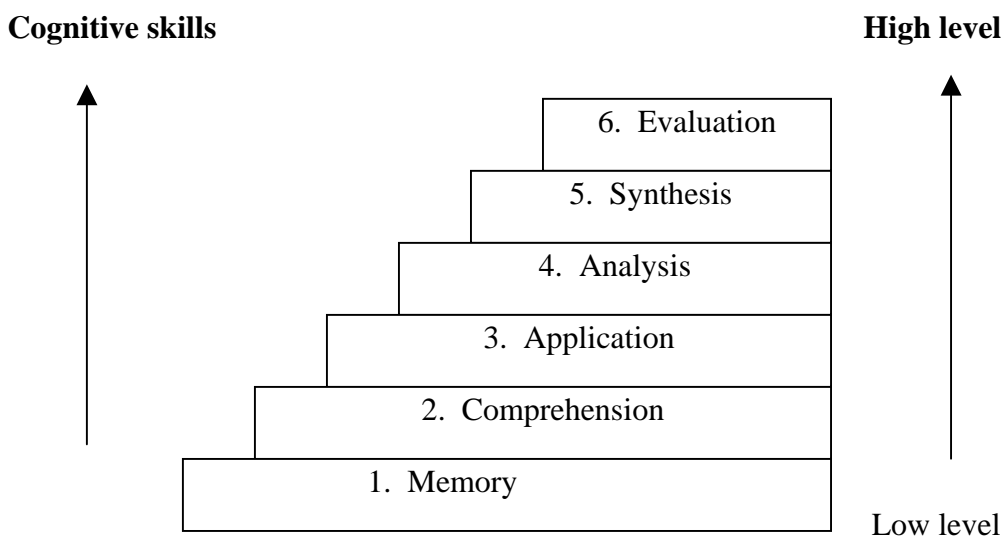 Cognitive skills
High level
6. Evaluation
5. Synthesis
4. Analysis
3. Application
2. Comprehension
1. Memory
Low level